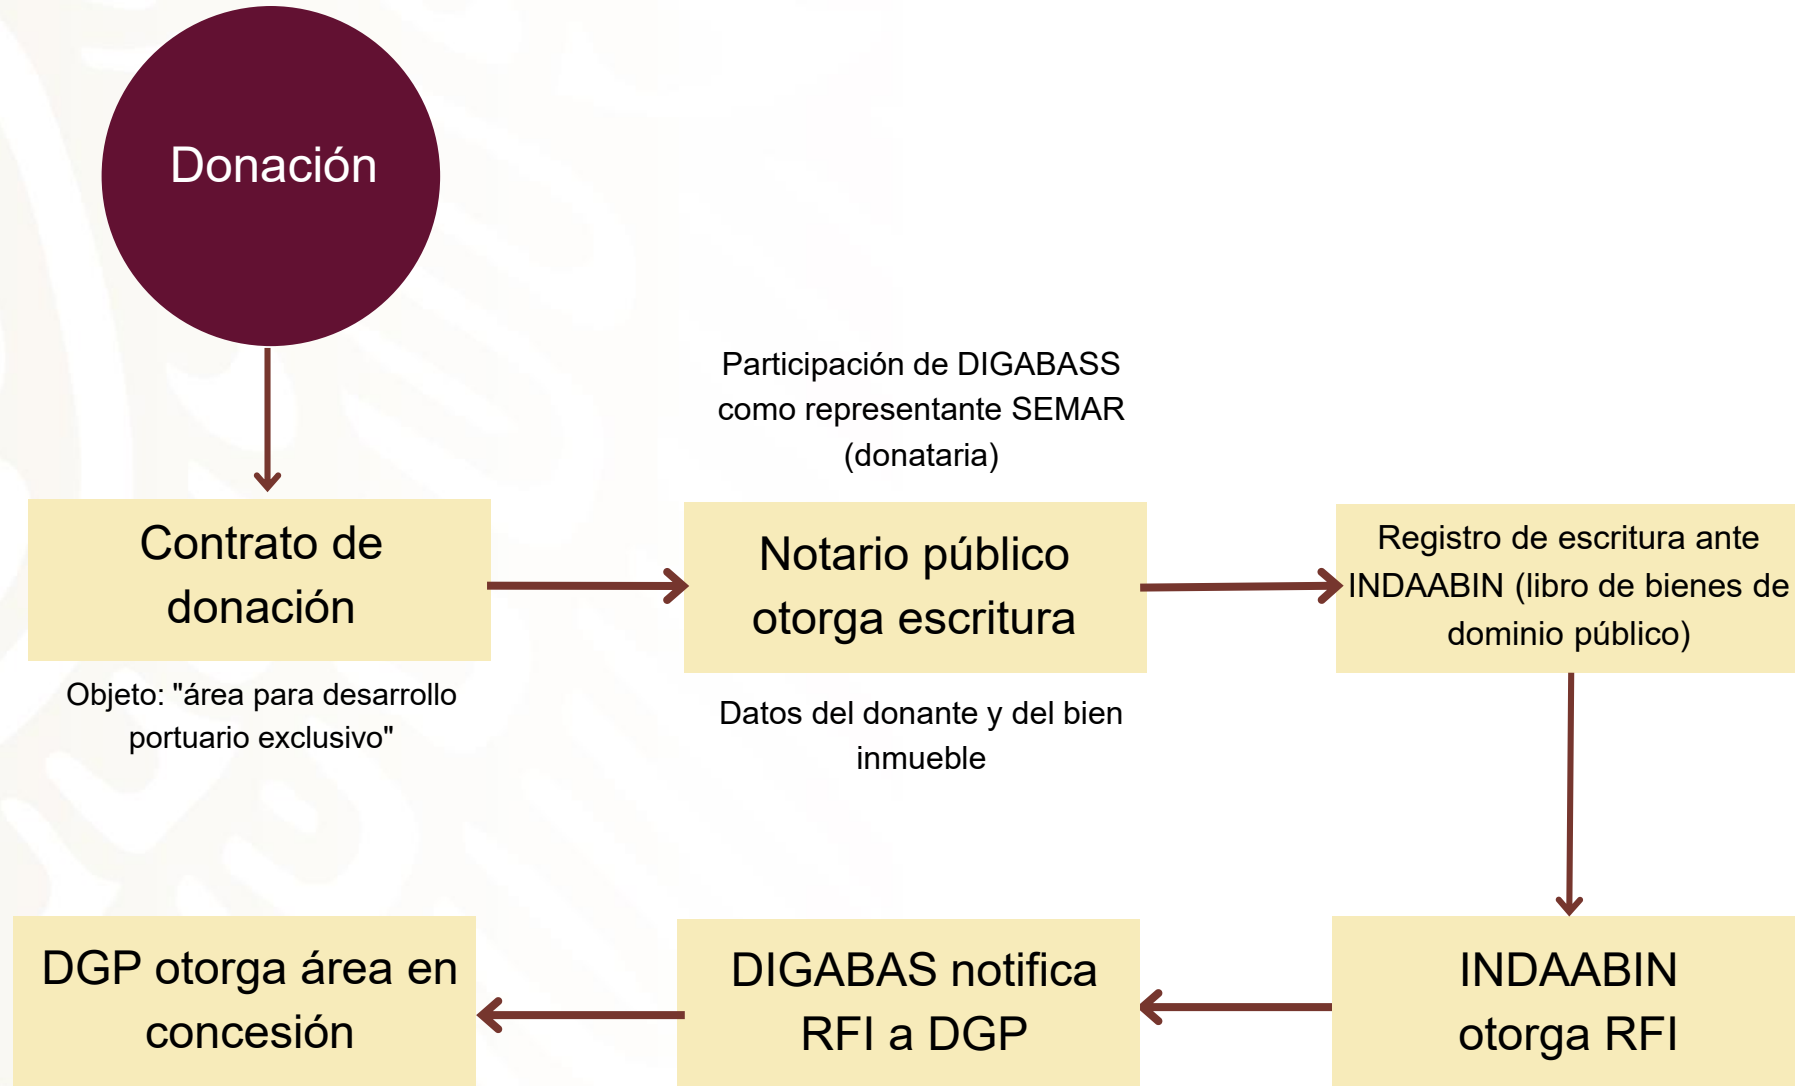 Donación
Participación de DIGABASS
como representante SEMAR
(donataria)
Contrato de
donación
Notario público
otorga escritura
Registro de escritura ante
INDAABIN (libro de bienes de
dominio público)
Objeto: "área para desarrollo
portuario exclusivo"
Datos del donante y del bien
inmueble
DGP otorga área en
concesión
DIGABAS notifica
RFI a DGP
INDAABIN
otorga RFI